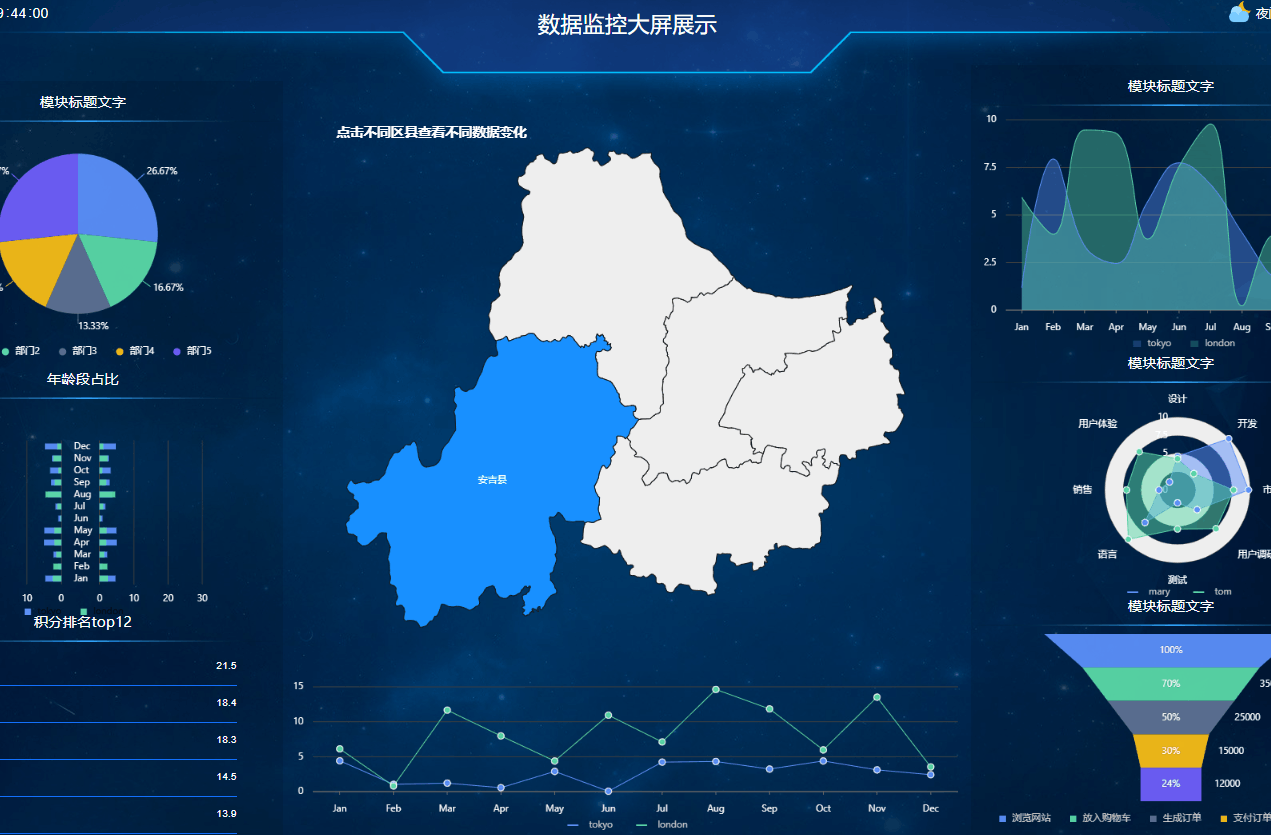 9:44:00
数据监控大屏展示
模块标题文字
26.67%
16.67%
13.33%
部门2 部门3 部门4 部门5
年龄段占比
Dec
Nov
Oct
Sep
Aug
Jul
Jun
May
Apr
Mar
Feb
Jan
10 0 0 10 20 30
积分排名top12
21.5
18.4
18.3
14.5
13.9
点击不同区县查看不同数据变化
安吉县
15
10
5
0
Jan Feb Mar Apr May Jun Jul Aug Sep Oct Nov Dec
tokyo london
模块标题文字
10
7.5
5
2.5
0
Jan Feb Mar Apr May Jun Jul Aug
tokyo london
模块标题文字
设计
10
用户体验 开发
5
销售
语言 用户调研
测试
mary tom
模块标题文字
100%
70%
50% 25000
30% 15000
24% 12000
浏览网站 放入购物车 生成订单 支付订单